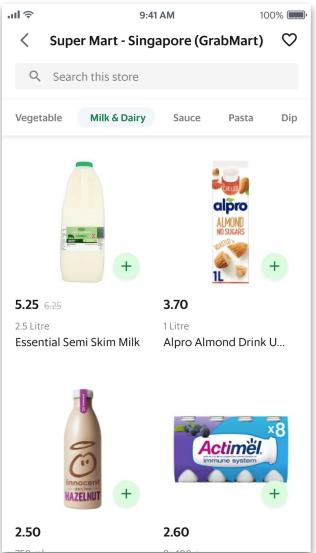 9:41 AM
100%
Super Mart - Singapore (GrabMart)
Search this store
Vegetable Milk & Dairy Sauce Pasta Dip
alpro
ALMOND
NO SUGARS
1L
5.25 6.25
2.5 Litre
Essential Semi Skim Milk
3.70
1 Litre
Alpro Almond Drink U...
innocent
HAZELNUT
x8
Actimel
immune system
2.50
2.60